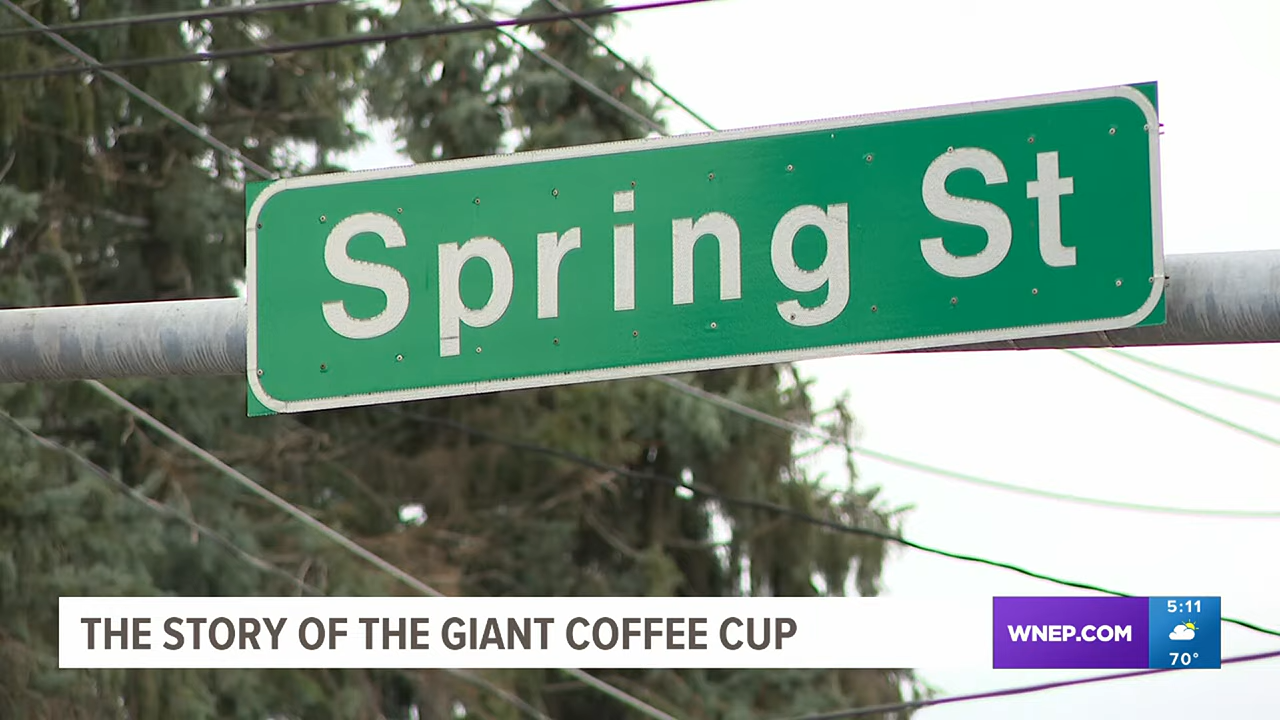 Spring St
THE STORY OF THE GIANT COFFEE CUP
WNEP.COM
5:11
70°